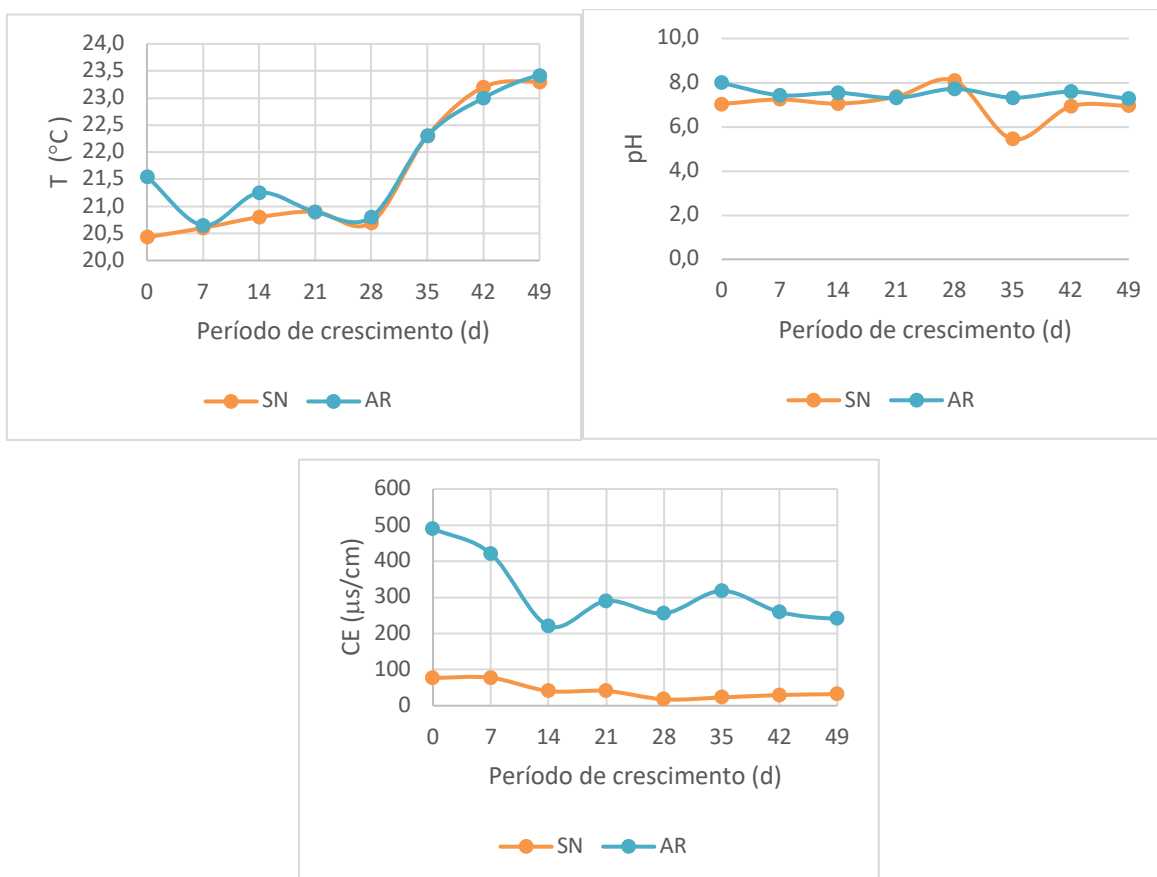 24,0
23,5
23,0
22,5
22,0
21,5
21,0
20,5
20,0
T (°C)
0 7 14 21 28 35 42 49
Período de crescimento (d)
SN AR
10,0
8,0
6,0
4,0
2,0
0,0
pH
0 7 14 21 28 35 42 49
Período de crescimento (d)
SN AR
600
500
400
300
200
100
0
CE (µs/cm)
0 7 14 21 28 35 42 49
Período de crescimento (d)
SN AR